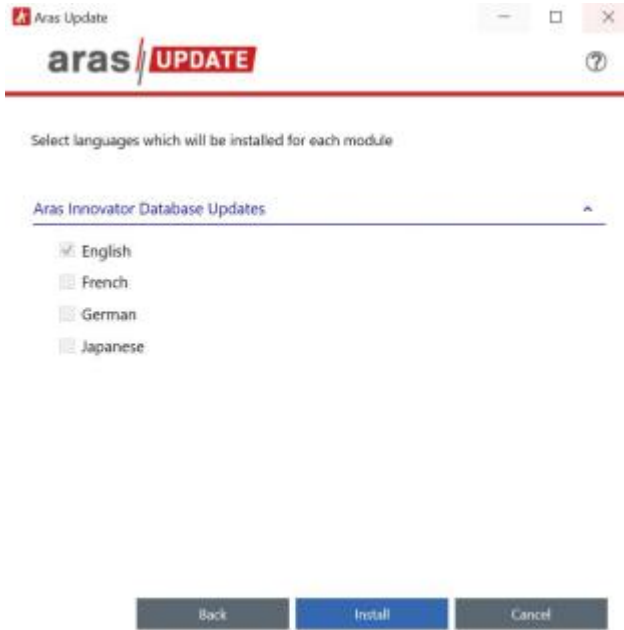 Aras Update
aras UPDATE
Select languages which will be installed for each module
Aras Innovator Database Updates
English
French
German
Japanese
Back Install Cancel